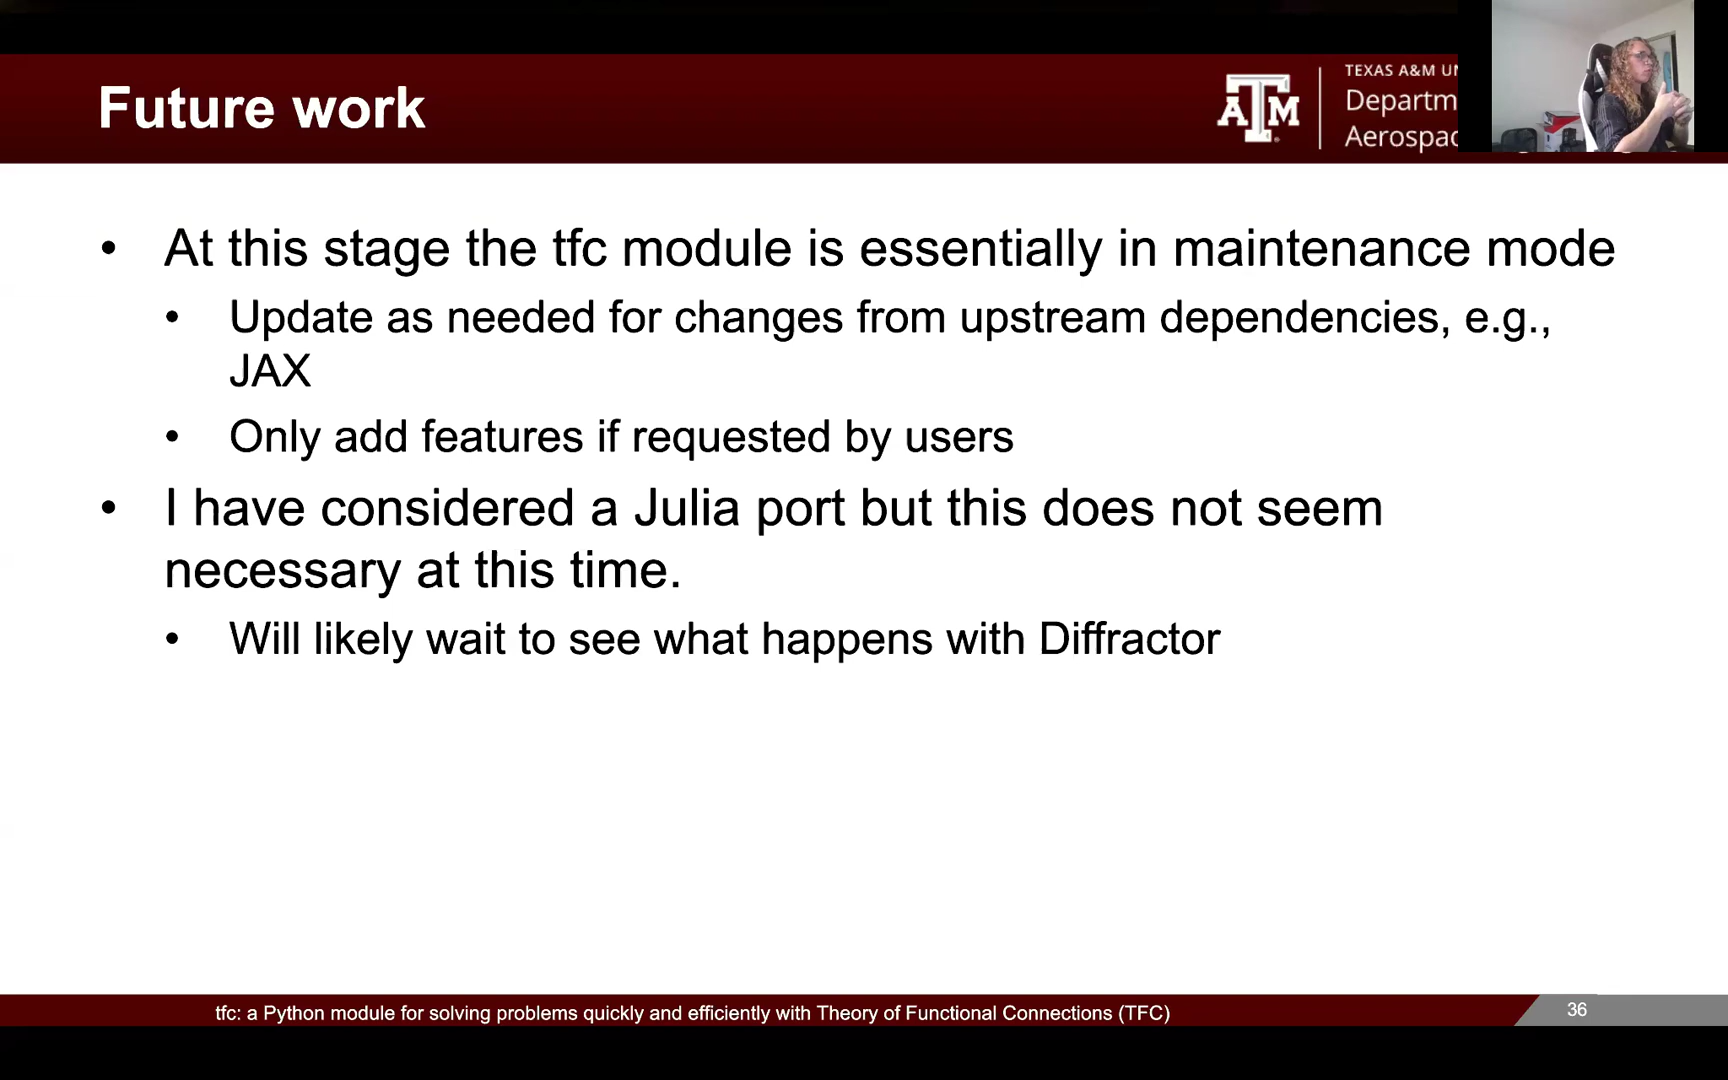 Future work
ATM
TEXAS A&M
Aerospa
• At this stage the tfc module is essentially in maintenance mode
• Update as needed for changes from upstream dependencies, e.g.,
JAX
• Only add features if requested by users
• I have considered a Julia port but this does not seem
necessary at this time.
• Will likely wait to see what happens with Diffractor
tfc: a Python module for solving problems quickly and efficiently with Theory of Functional Connections (TFC)
36